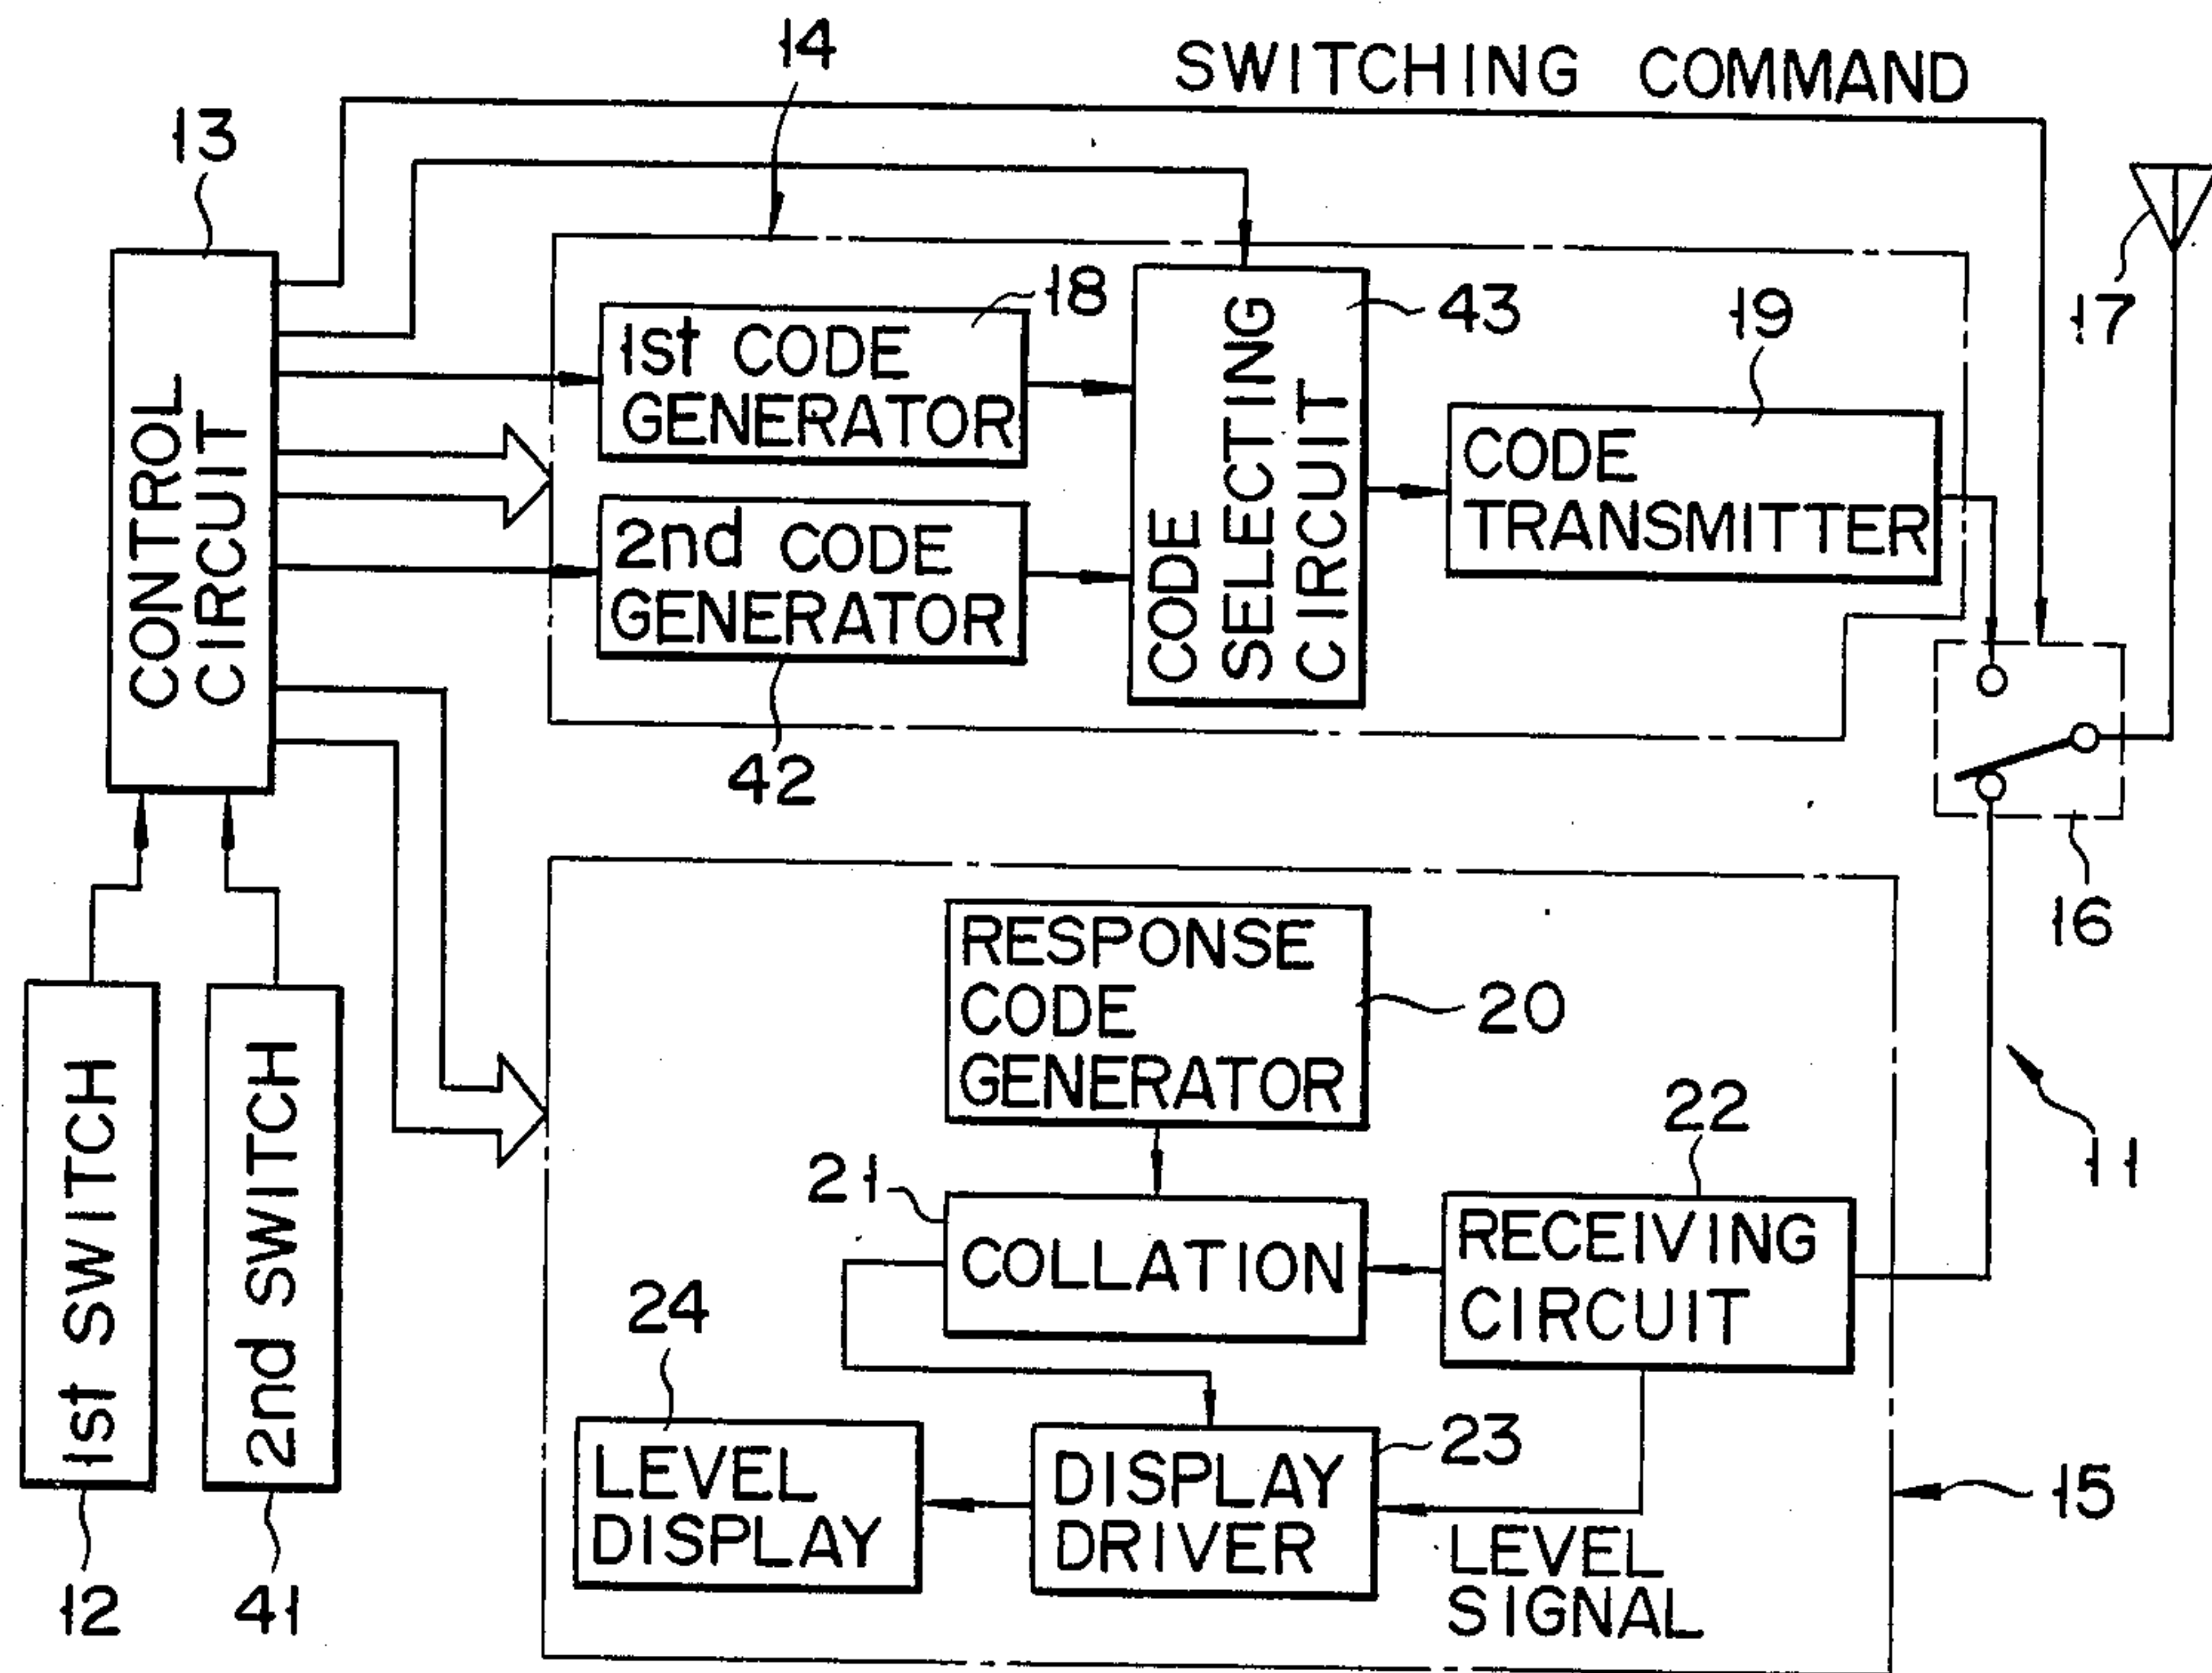 14
SWITCHING COMMAND
13
17
18
43
19
1st CODE
GENERATOR
CONTROL
CIRCUIT
2nd CODE
GENERATOR
CODE
SELECTING
CIRCUIT
CODE
TRANSMITTER
42
16
RESPONSE
CODE
GENERATOR
20
22
11
21
COLLATION
RECEIVING
CIRCUIT
1st SWITCH
2nd SWITCH
24
23
LEVEL
DISPLAY
DISPLAY
DRIVER
15
LEVEL
SIGNAL
12
41